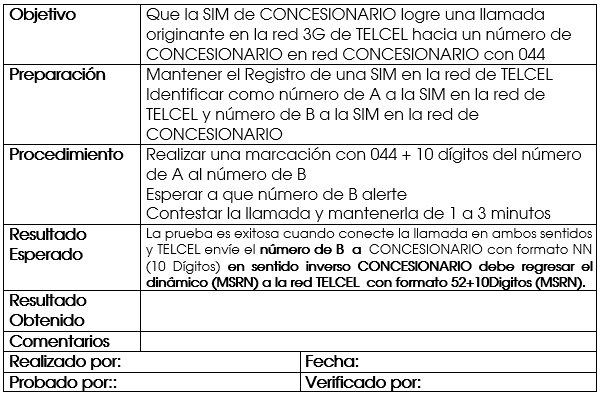 Objetivo
Que la SIM de CONCESIONARIO logre una llamada
originante en la red 3G de TELCEL hacia un número de
CONCESIONARIO en red CONCESIONARIO con 044
Preparación
Mantener el Registro de una SIM en la red de TELCEL
Identificar como número de A a la SIM en la red de
TELCEL y número de B a la SIM en la red de
CONCESIONARIO
Procedimiento
Realizar una marcación con 044 + 10 dígitos del número
de A al número de B
Esperar a que número de B alerte
Contestar la llamada y mantenerla de 1 a 3 minutos
Resultado
Esperado
La prueba es exitosa cuando conecte la llamada en ambos sentidos
y TELCEL envíe el número de B a CONCESIONARIO con formato NN
(10 Dígitos) en sentido inverso CONCESIONARIO debe regresar el
dinámico (MSRN) a la red TELCEL con formato 52+10Digitos (MSRN).
Resultado
Obtenido
Comentarios
Realizado por:
Fecha:
Probado por::
Verificado por: